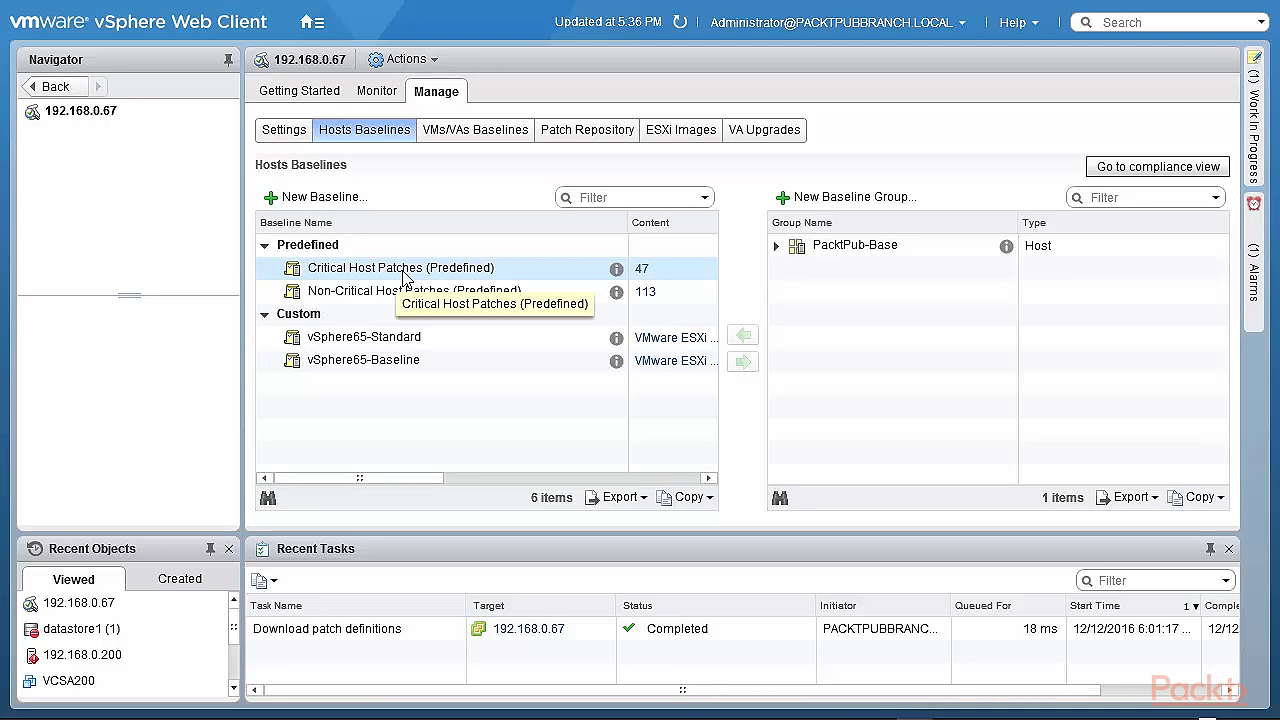 vmware® vSphere Web Client
Updated at 5:36 PM
Administrator@PACKTPUBBRANCH.LOCAL
Help
Search
Navigator
Back
192.168.0.67
192.168.0.67
Actions
Getting Started
Monitor
Manage
Settings
Hosts Baselines
VMs/VAs Baselines
Patch Repository
ESXi Images
VA Upgrades
Hosts Baselines
Go to compliance view
New Baseline...
Filter
Baseline Name
Content
Predefined
Critical Host Patches (Predefined)
47
Non-Critical Host Patches (Predefined)
113
Critical Host Patches (Predefined)
Custom
vSphere65-Standard
VMware ESXi ...
vSphere65-Baseline
VMware ESXi ...
6 items
Export
Copy
New Baseline Group...
Filter
Group Name
Type
PacktPub-Base
Host
1 items
Export
Copy
(1) Work In Progress
(1) Alarms
Recent Objects
Viewed
Created
192.168.0.67
datastore1 (1)
192.168.0.200
VCSA200
Recent Tasks
Filter
Task Name
Target
Status
Initiator
Queued For
Start Time
1
Comple
Download patch definitions
192.168.0.67
Completed
PACKTPUBBRANC...
18 ms
12/12/2016 6:01:17 ...
12/12
Packt